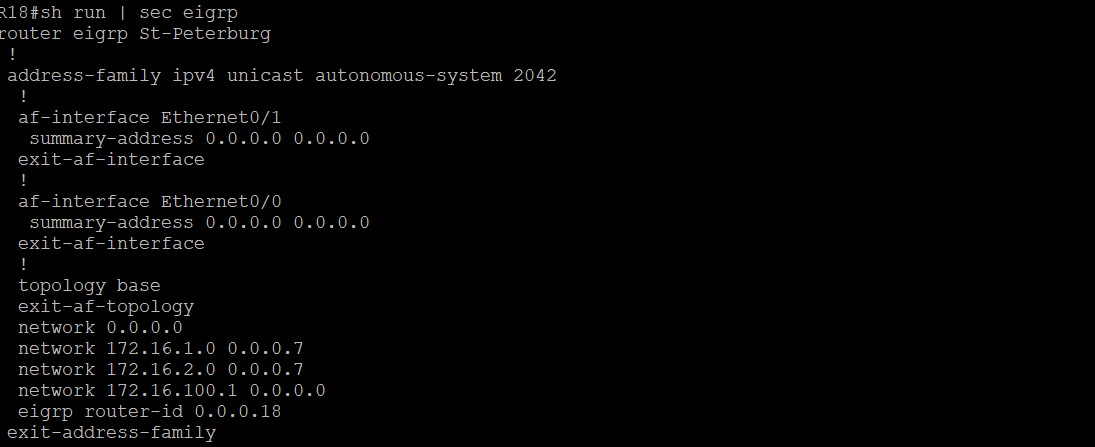 R18#sh run | sec eigrp
router eigrp St-Peterburg
!
address-family ipv4 unicast autonomous-system 2042
!
af-interface Ethernet0/1
summary-address 0.0.0.0 0.0.0.0
exit-af-interface
!
af-interface Ethernet0/0
summary-address 0.0.0.0 0.0.0.0
exit-af-interface
!
topology base
exit-af-topology
network 0.0.0.0
network 172.16.1.0 0.0.0.7
network 172.16.2.0 0.0.0.7
network 172.16.100.1 0.0.0.0
eigrp router-id 0.0.0.18
exit-address-family